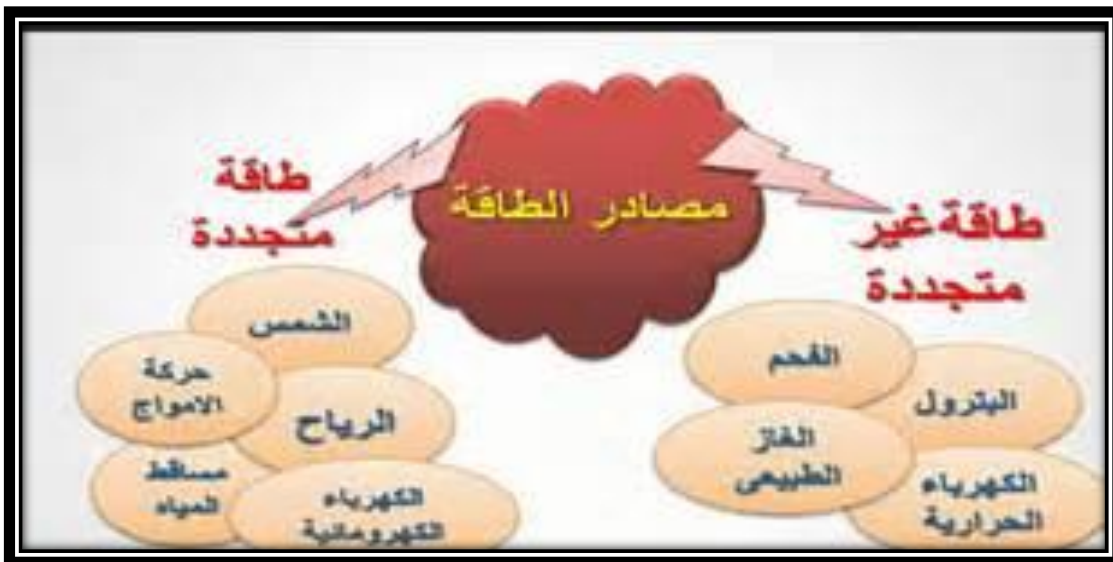 مصادر الطاقة
طاقة غير
متجددة
الفحم
البترول
الغاز
الطبيعى
الكهرباء
الحرارية
طاقة
متجددة
الشمس
حركة
الامواج
الرياح
مساقط
المياه
الكهرباء
الكهرومائية